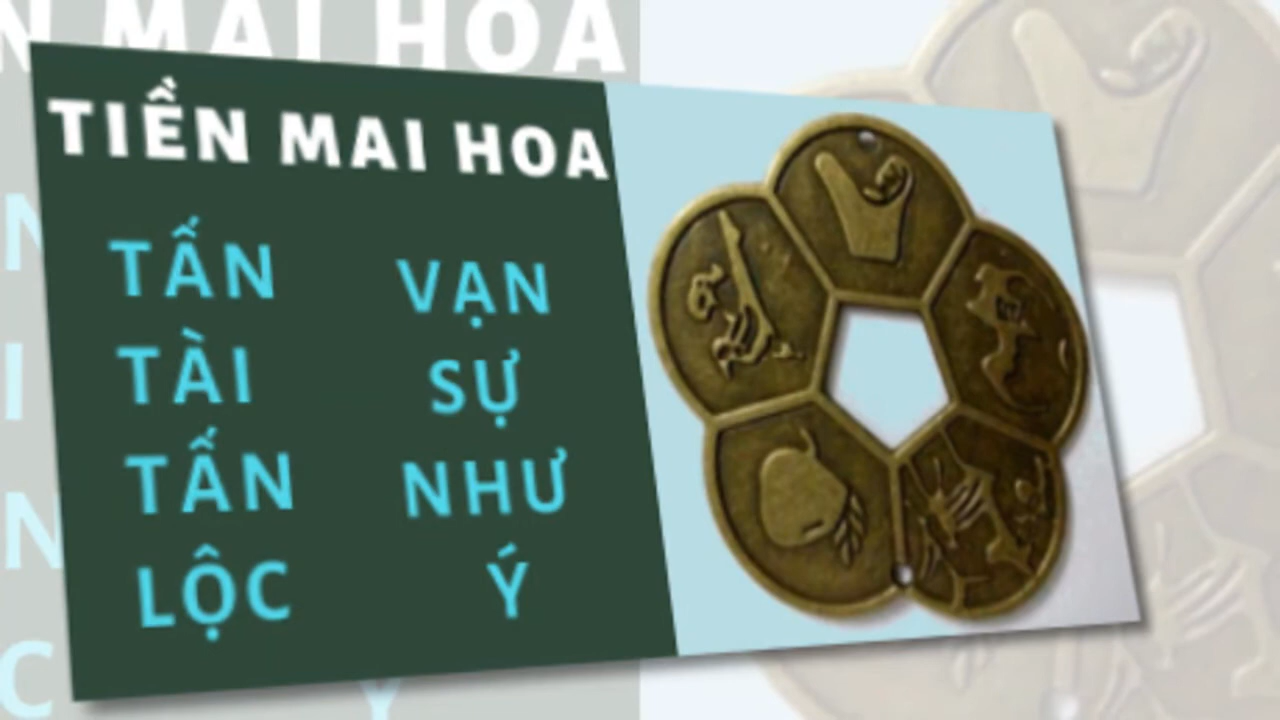 TIỀN MAI HOA
TẤN
TÀI
TẤN
LỘC
VẠN
SỰ
NHƯ
Ý